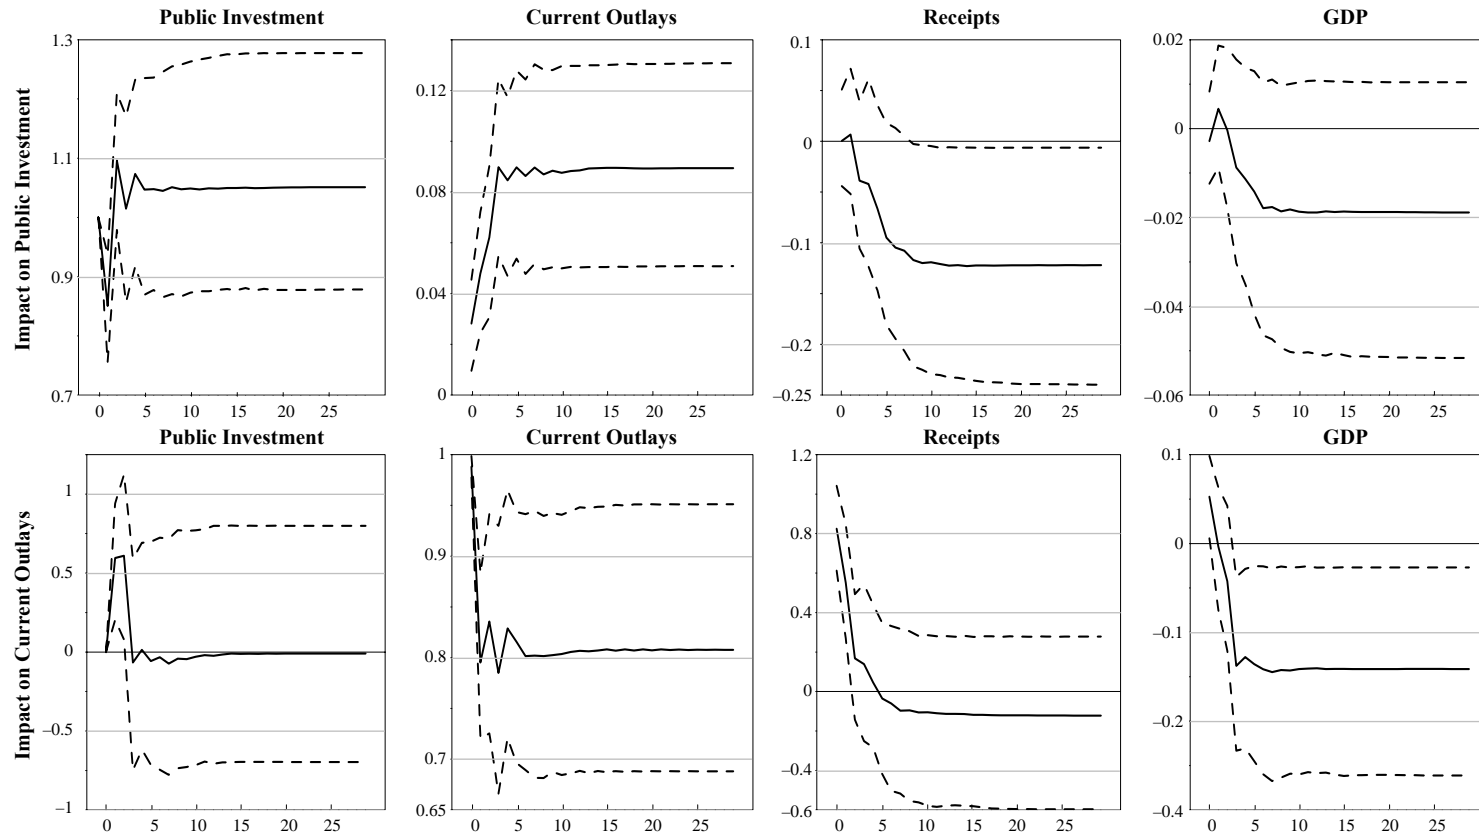 Public Investment
Current Outlays
Receipts
GDP
Impact on Public Investment
1.3
1.1
0.9
0.7
0 5 10 15 20 25
0.12
0.08
0.04
0
0 5 10 15 20 25
0.1
0
–0.1
–0.2
–0.25
0 5 10 15 20 25
0.02
0
–0.02
–0.04
–0.06
0 5 10 15 20 25
Public Investment
Current Outlays
Receipts
GDP
Impact on Current Outlays
1
0.5
0
–0.5
–1
0 5 10 15 20 25
1
0.9
0.8
0.7
0.65
0 5 10 15 20 25
1.2
0.8
0.4
0
–0.4
–0.6
0 5 10 15 20 25
0.1
0
–0.1
–0.2
–0.4
0 5 10 15 20 25